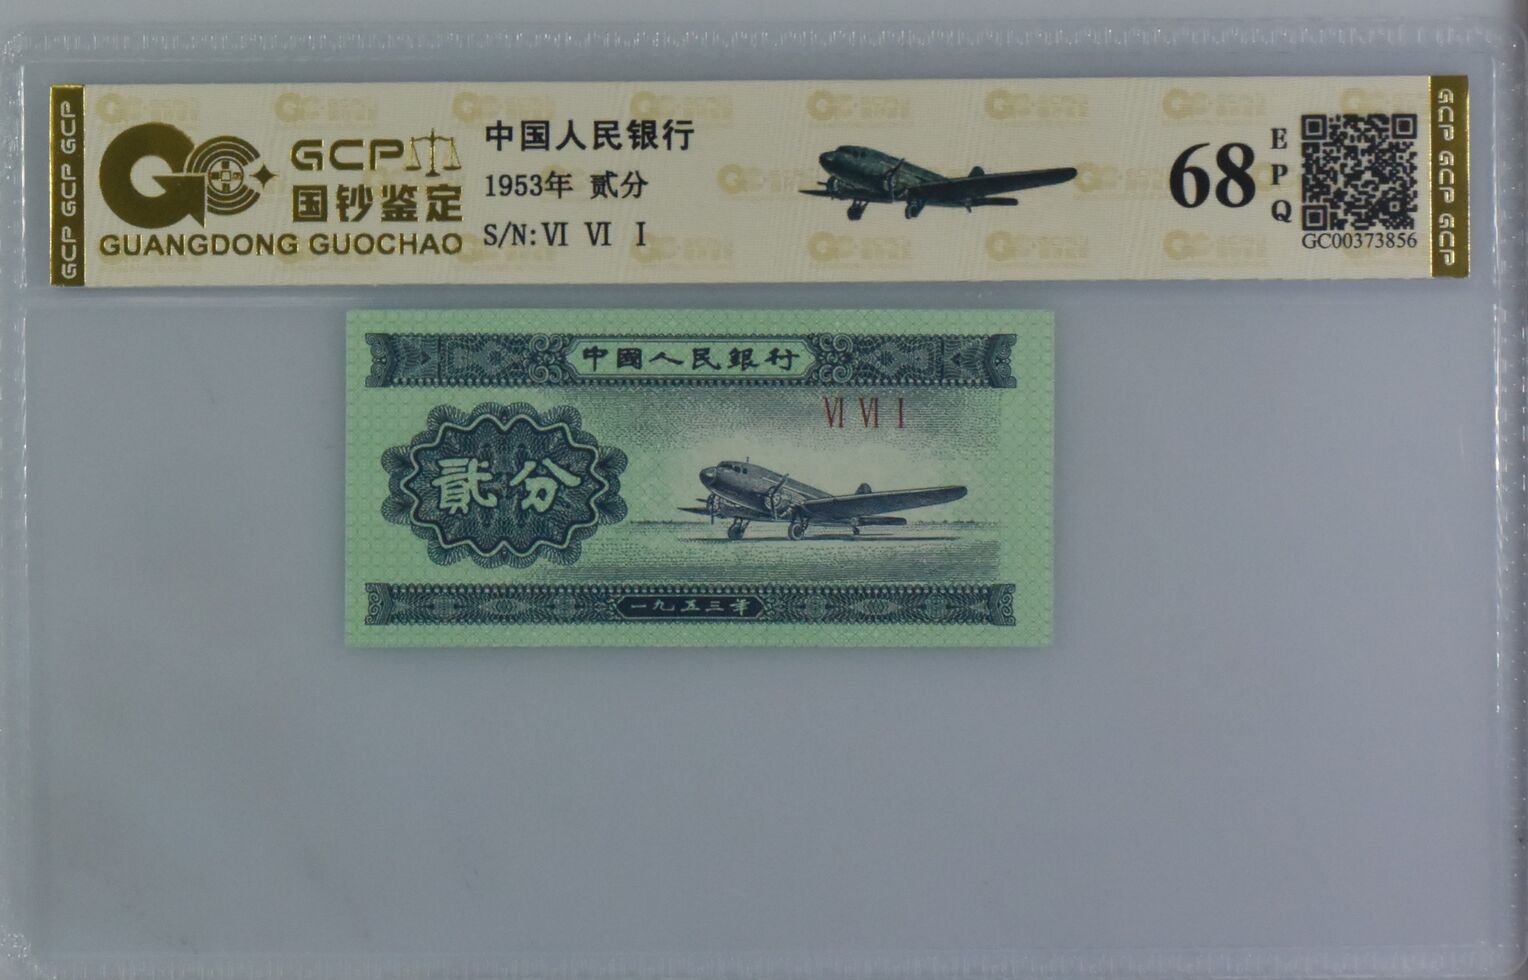 GCP GCP GCP
GC
GCP
国钞鉴定
GUANGDONG GUOCHAO
中国人民银行
1953年 贰分
S/N: Ⅵ Ⅵ Ⅰ
68
EPQ
GC00373856
GCP GCP GCP
中國人民銀行
Ⅵ Ⅵ Ⅰ
貳分
一九五三年